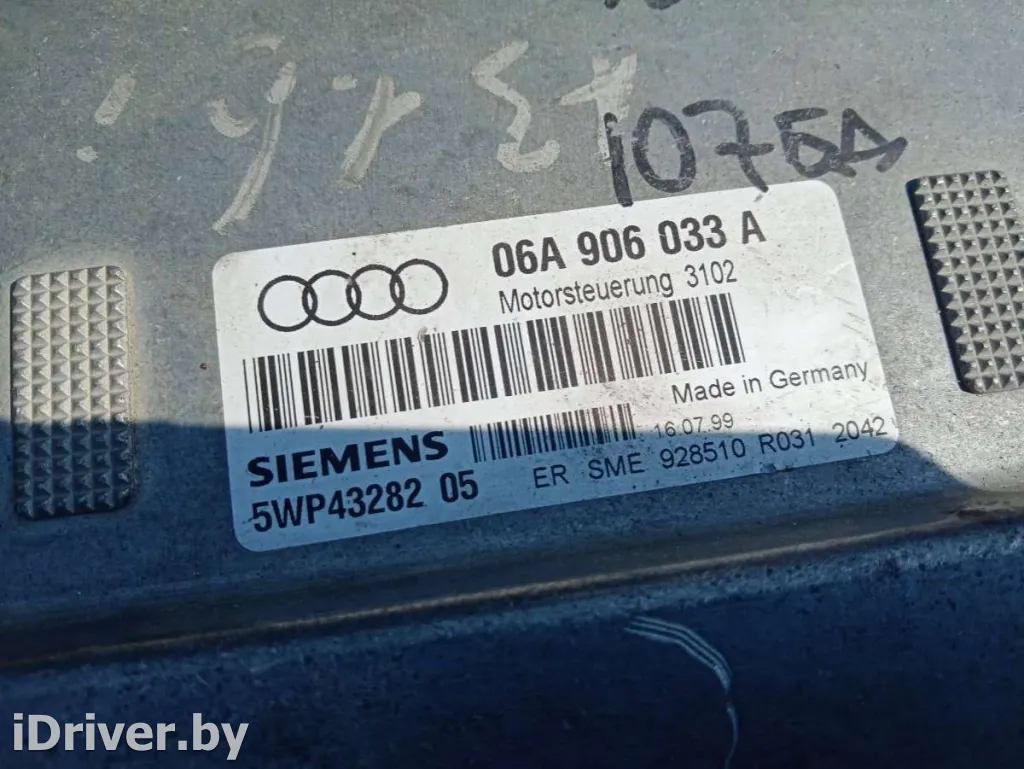 107БА
06A 906 033 A
Motorsteuerung 3102
Made in Germany
16.07.99
SIEMENS
5WP43282 05
ER SME 928510 R031 2042
iDriver.by